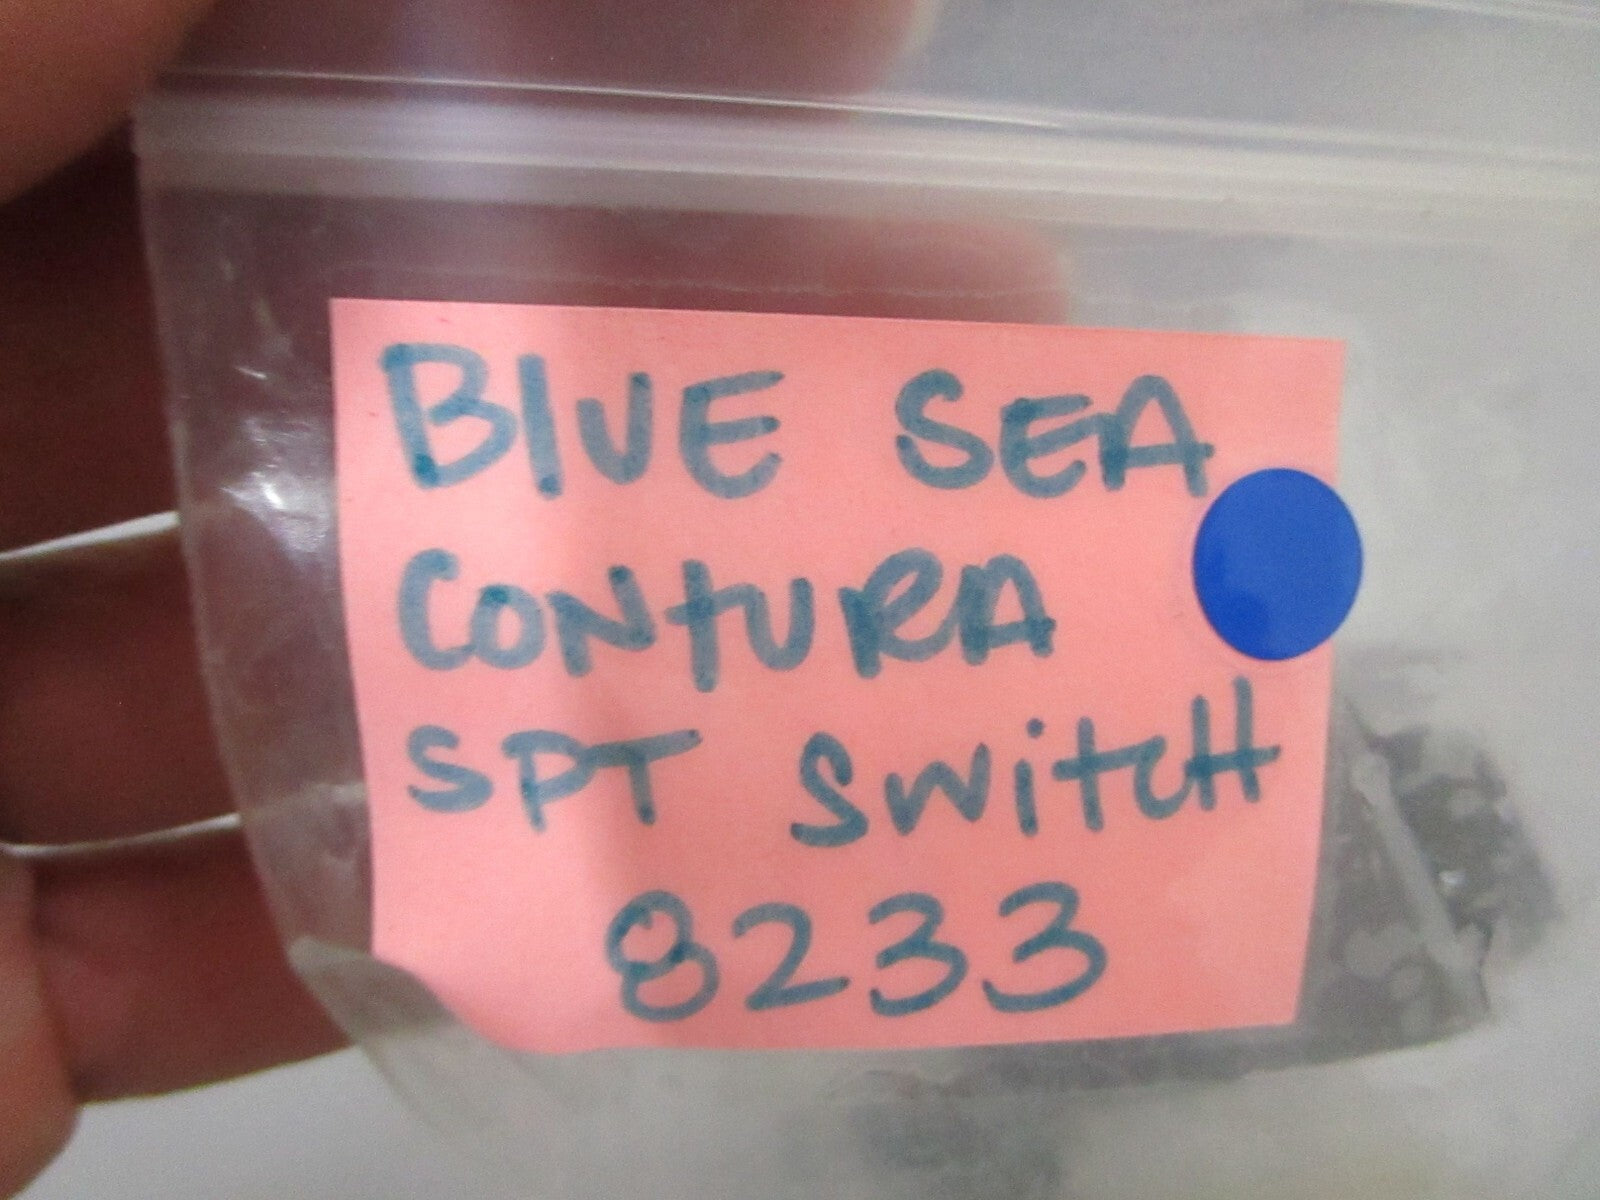 BlUE SEA
CONtURA
SPT SWitcH
8233